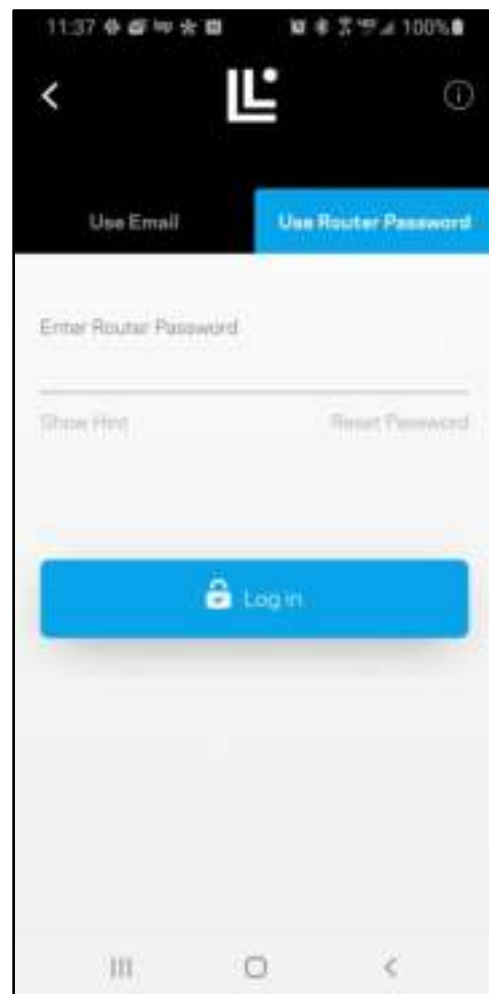 11:37
100%
Use Email
Use Router Password
Enter Router Password
Show Hint
Reset Password
Log in